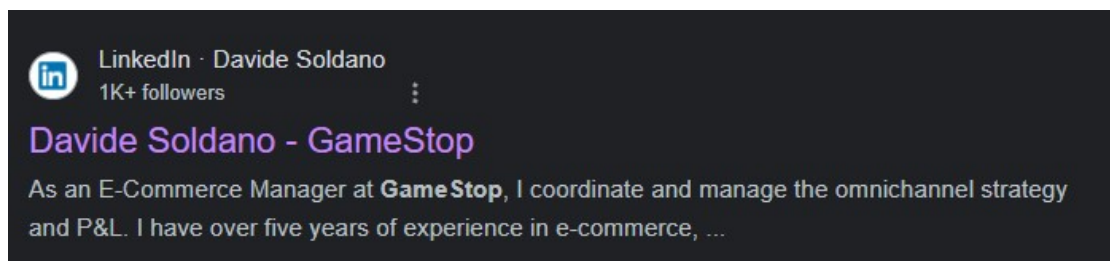 LinkedIn · Davide Soldano
1K+ followers
Davide Soldano - GameStop
As an E-Commerce Manager at GameStop, I coordinate and manage the omnichannel strategy
and P&L. I have over five years of experience in e-commerce, ...